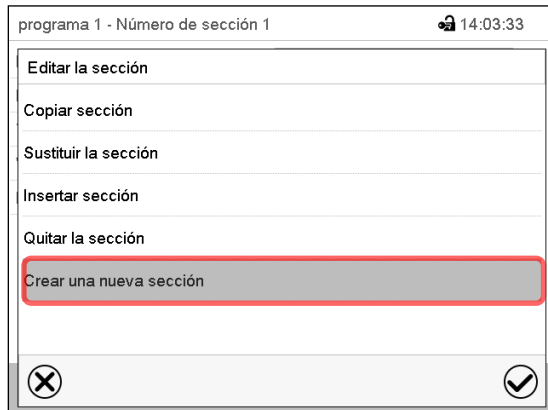 programa 1 - Número de sección 1 14:03:33
Editar la sección
Copiar sección
Sustituir la sección
Insertar sección
Quitar la sección
Crear una nueva sección